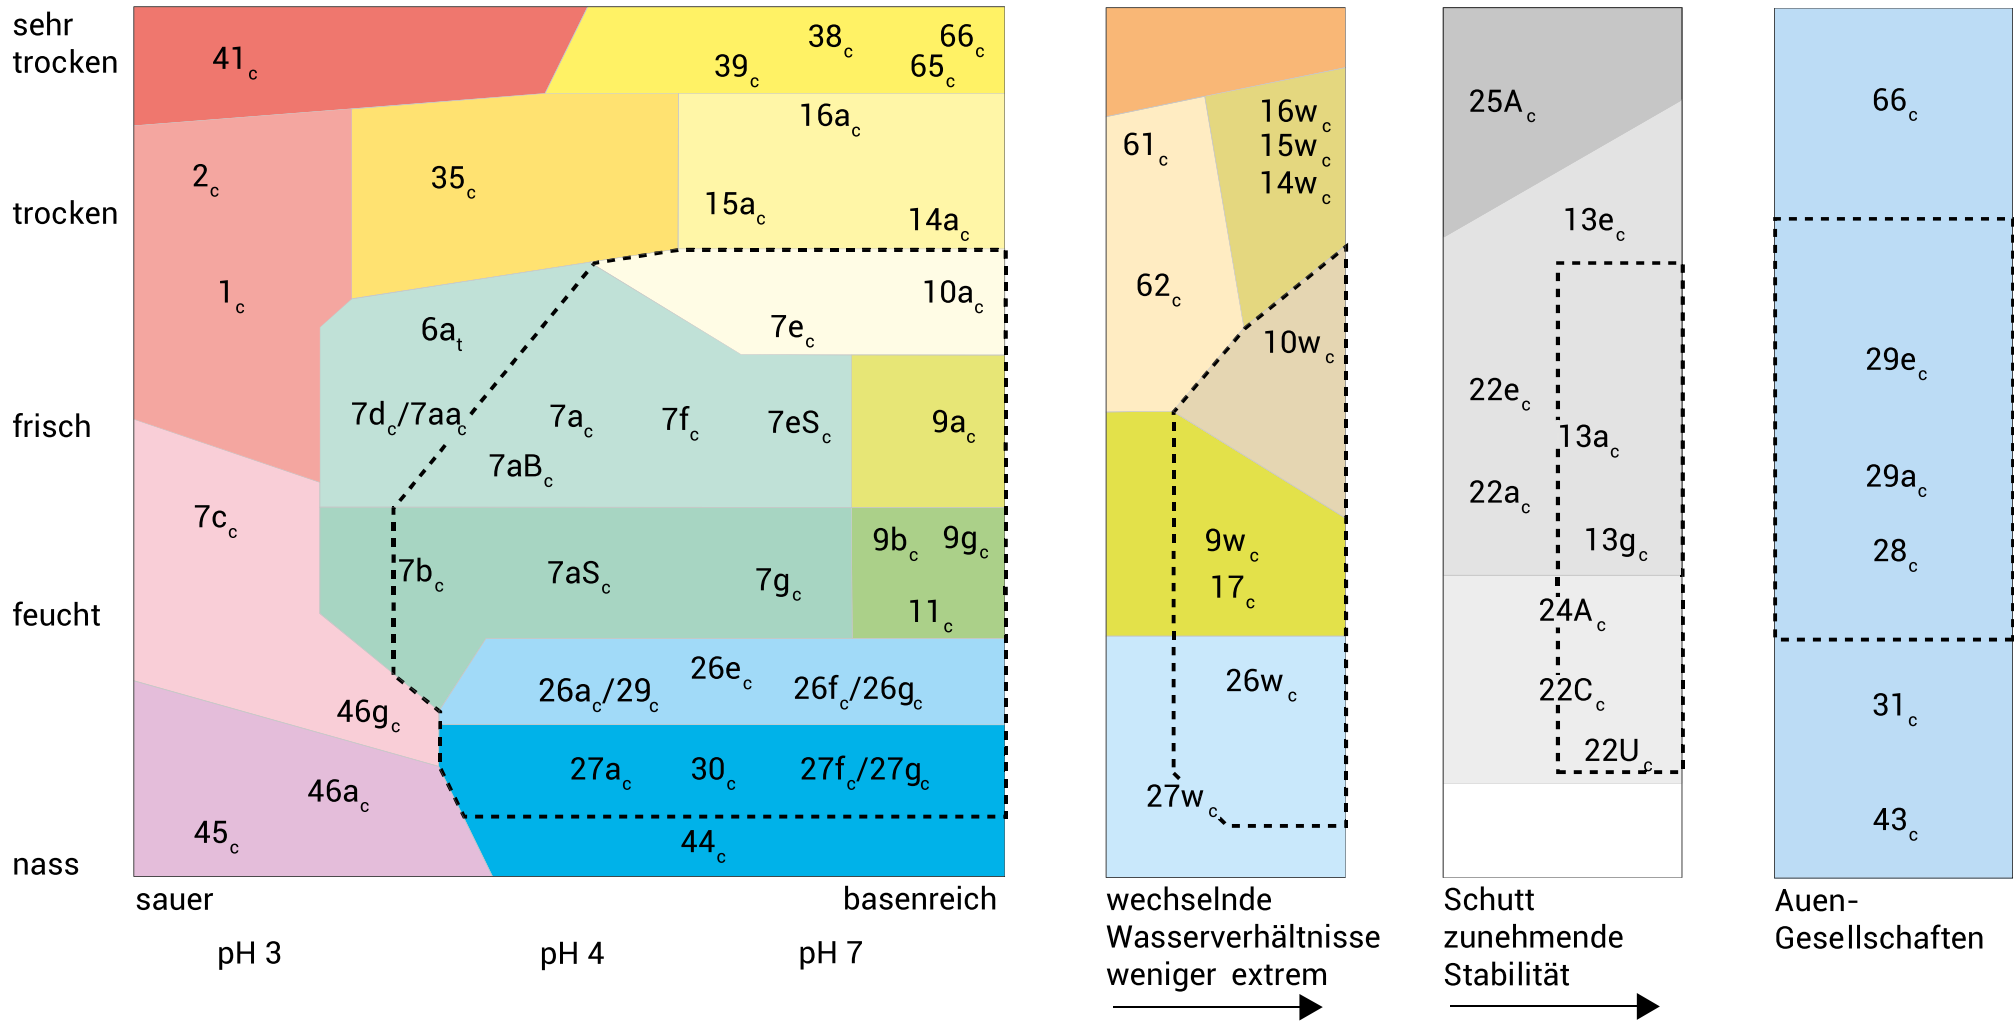 sehr
trocken
trocken
frisch
feucht
nass
41c
38c
66c
39c
65c
16ac
2c
35c
15ac
14ac
1c
10ac
6at
7ec
7dc/7aac
7ac
7fc
7eSc
9ac
7aBc
7cc
9bc
9gc
7bc
7aSc
7gc
11c
26ec
26ac/29c
26fc/26gc
46gc
27ac
30c
27fc/27gc
46ac
45c
44c
sauer
basenreich
pH 3
pH 4
pH 7
16wc
61c
15wc
14wc
62c
10wc
9wc
17c
26wc
27wc
wechselnde
Wasserverhältnisse
weniger extrem
25Ac
13ec
22ec
13ac
22ac
13gc
24Ac
22Cc
22Uc
Schutt
zunehmende
Stabilität
66c
29ec
29ac
28c
31c
43c
Auen-
Gesellschaften